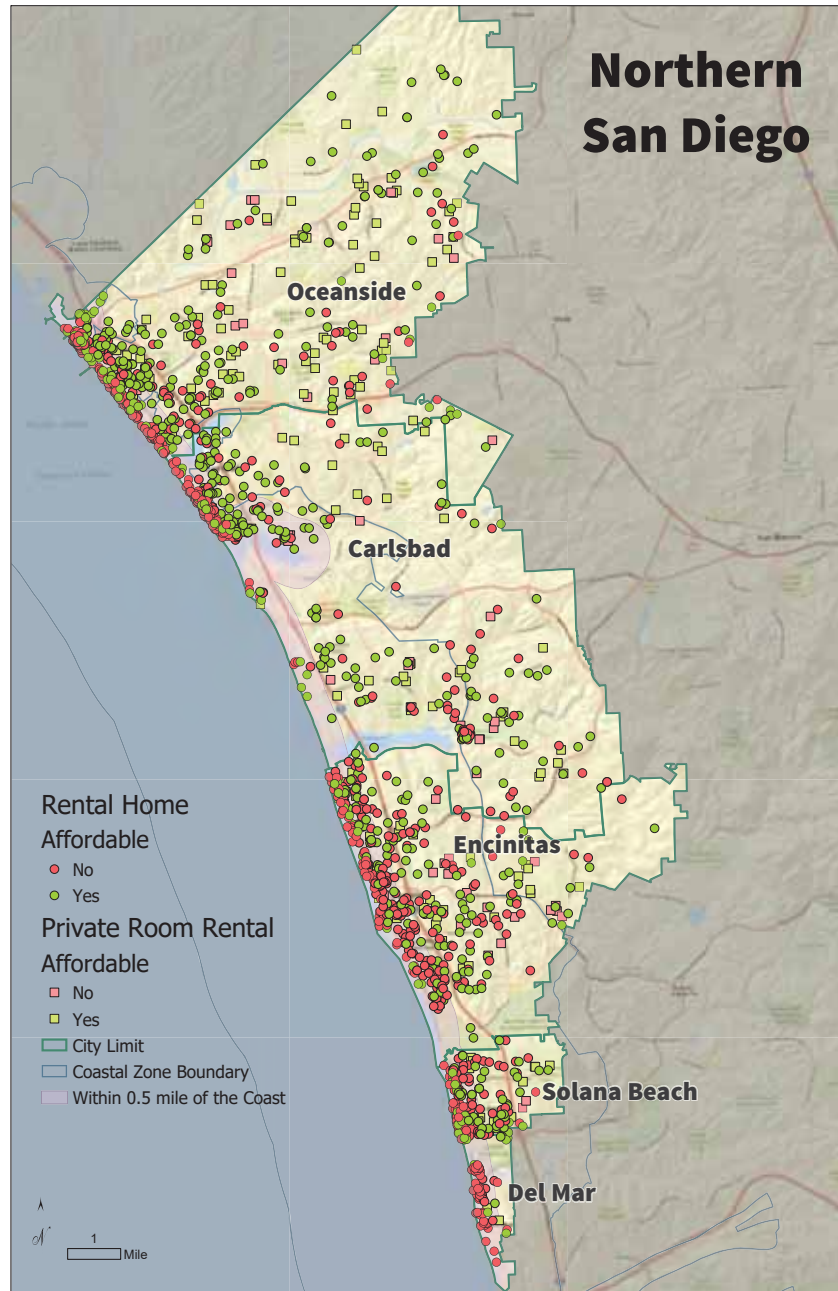 Northern
San Diego
Oceanside
Carlsbad
Rental Home
Affordable
No
Yes
Encinitas
Private Room Rental
Affordable
No
Yes
City Limit
Coastal Zone Boundary
Within 0.5 mile of the Coast
Solana Beach
Del Mar
N
1
Mile